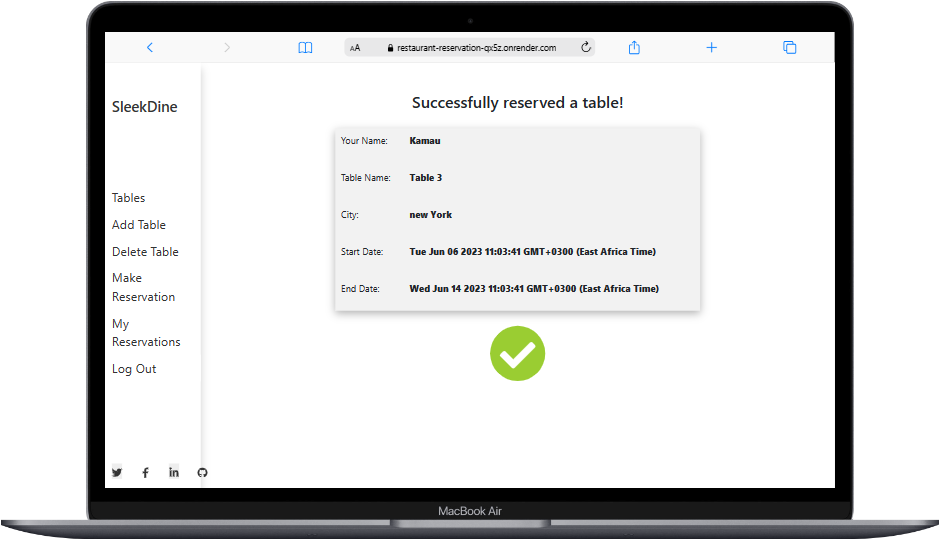 AA restaurant-reservation-qx5z.onrender.com
SleekDine
Tables
Add Table
Delete Table
Make
Reservation
My
Reservations
Log Out
Successfully reserved a table!
Your Name: Kamau
Table Name: Table 3
City: new York
Start Date: Tue Jun 06 2023 11:03:41 GMT+0300 (East Africa Time)
End Date: Wed Jun 14 2023 11:03:41 GMT+0300 (East Africa Time)
MacBook Air